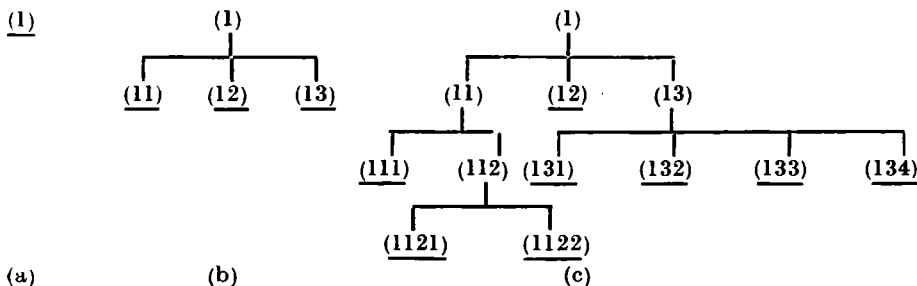 (1) (1) (1)
(11) (12) (13) (11) (12) (13)
(111) (112) (131) (132) (133) (134)
(1121) (1122)
(a) (b) (c)